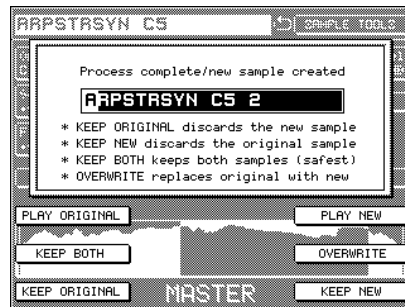 ARPSTRSYN C5
SAMPLE TOOLS
Process complete/new sample created
ARPSTRSYN C5 2
* KEEP ORIGINAL discards the new sample
* KEEP NEW discards the original sample
* KEEP BOTH keeps both samples (safest)
* OVERWRITE replaces original with new
PLAY ORIGINAL
PLAY NEW
KEEP BOTH
OVERWRITE
KEEP ORIGINAL
MASTER
KEEP NEW